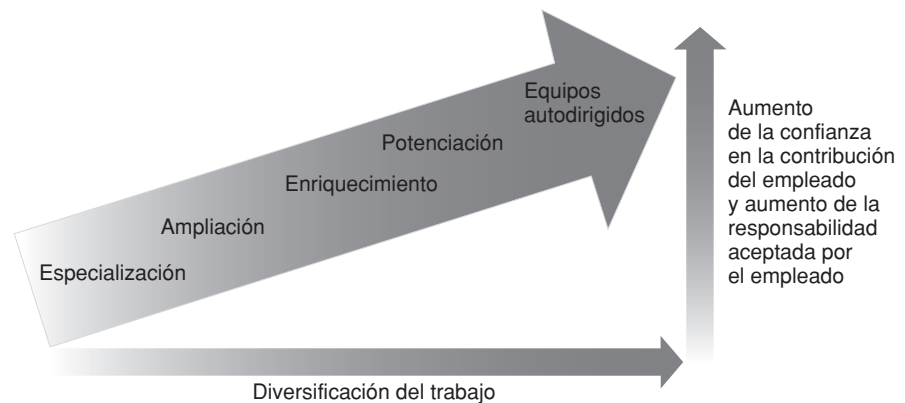 Equipos
autodirigidos
Potenciación
Enriquecimiento
Ampliación
Especialización
Aumento
de la confianza
en la contribución
del empleado
y aumento de la
responsabilidad
aceptada por
el empleado
Diversificación del trabajo